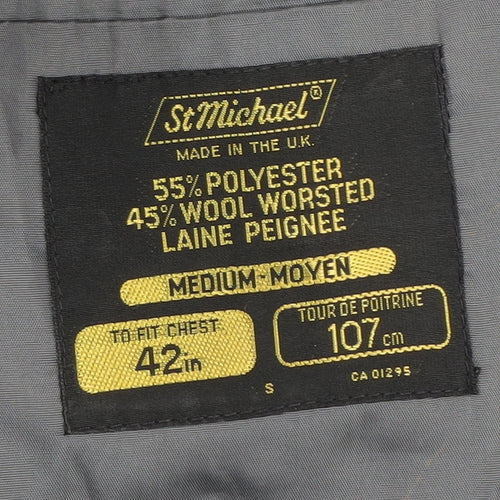 St Michael®
MADE IN THE U.K.
55% POLYESTER
45% WOOL WORSTED
LAINE PEIGNEE
MEDIUM-MOYEN
TO FIT CHEST
42in
TOUR DE POITRINE
107cm
S
CA 01295